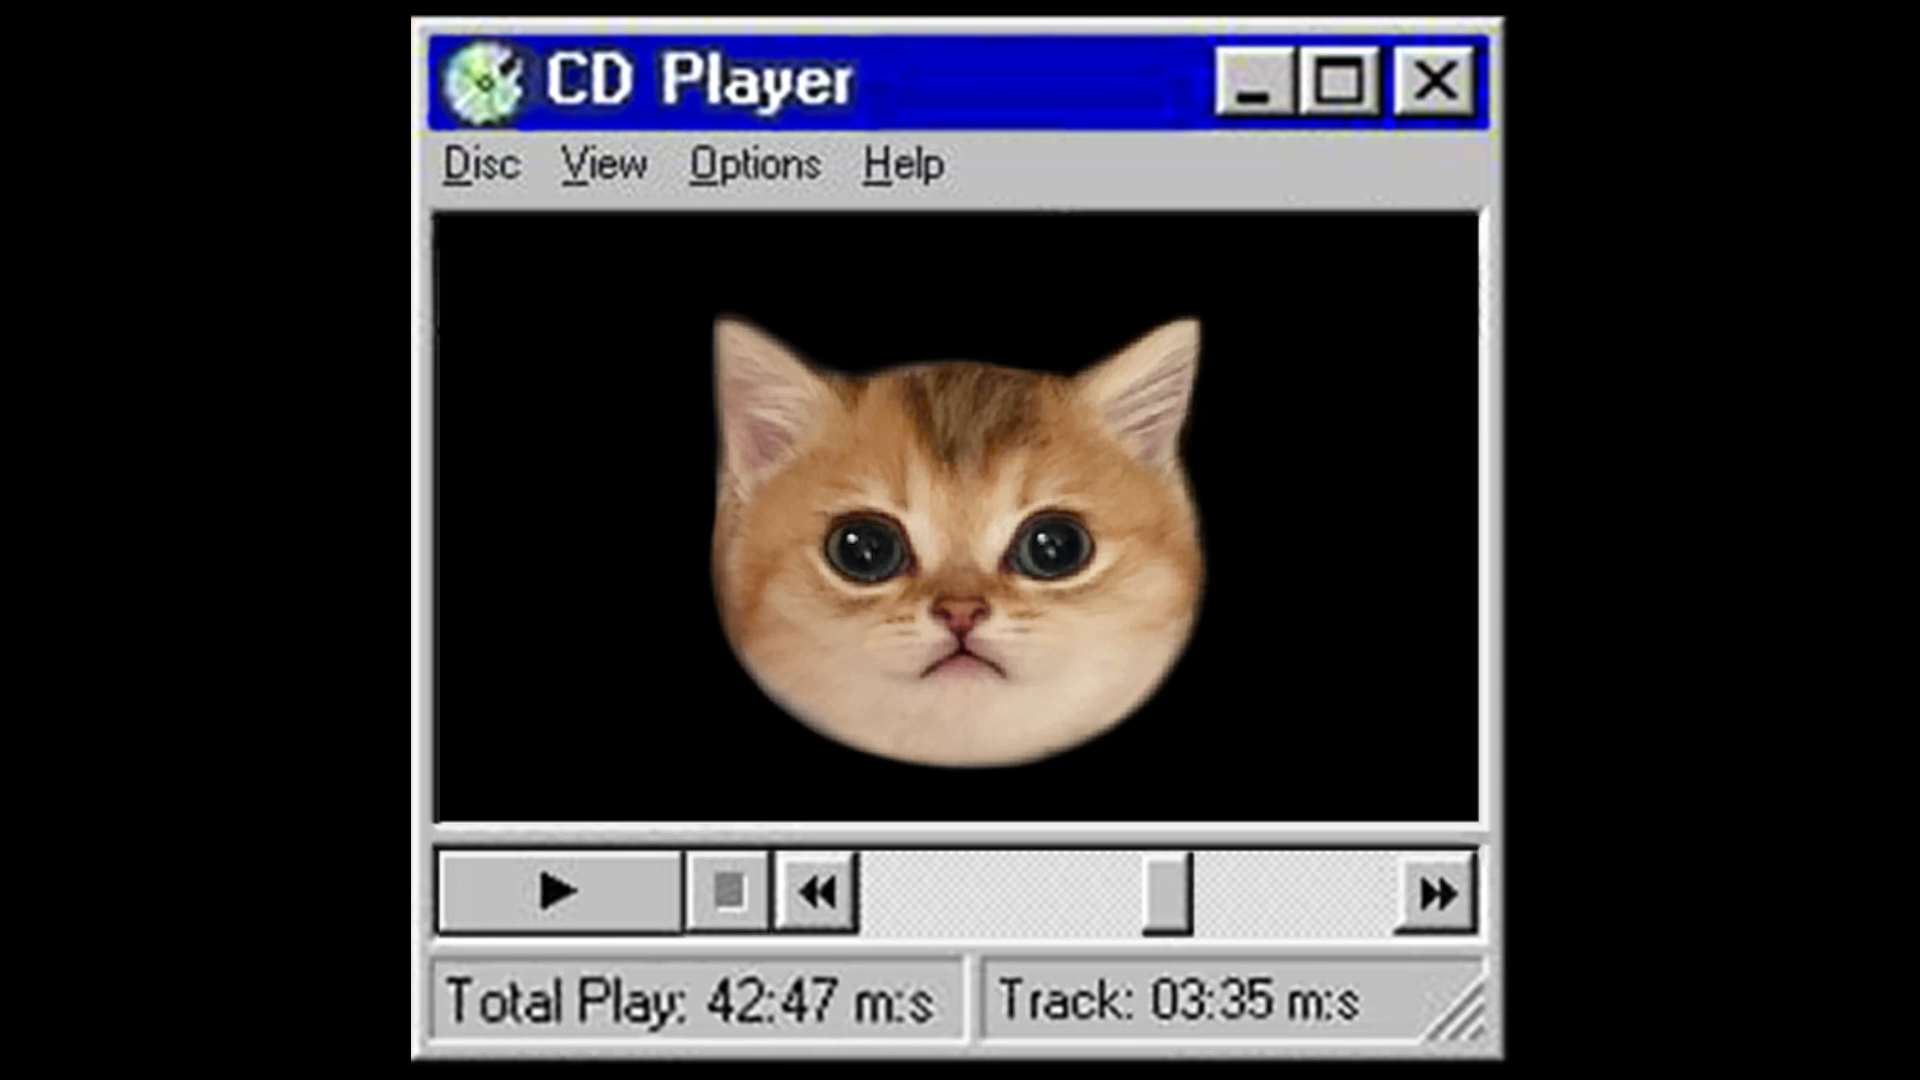 CD Player
Disc View Options Help
Total Play: 42:47 m:s Track: 03:35 m:s